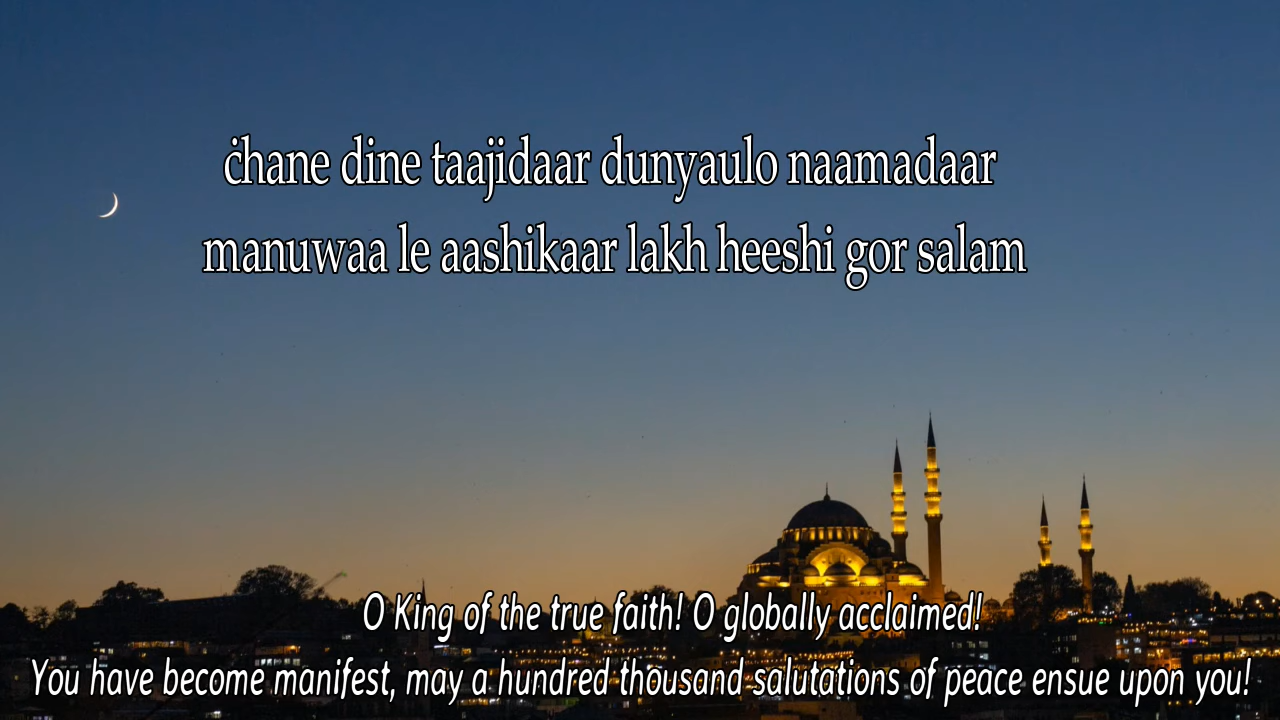 c̈hane dine taajidaar dunyaulo naamadaar
manuwaa le aashikaar lakh heeshi gor salam
O King of the true faith! O globally acclaimed!
You have become manifest, may a hundred thousand salutations of peace ensue upon you!